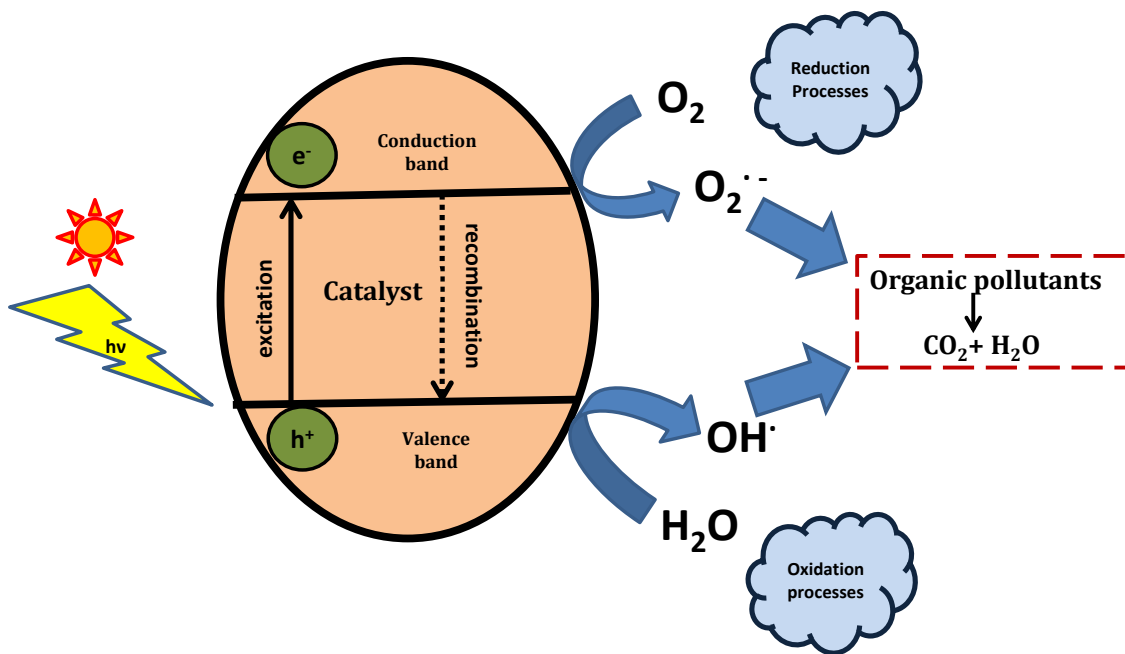 Reduction
Processes
O₂
e⁻
Conduction
band
O₂˙⁻
hν
excitation
Catalyst
recombination
Organic pollutants
CO₂+ H₂O
h⁺
Valence
band
OH˙
H₂O
Oxidation
processes